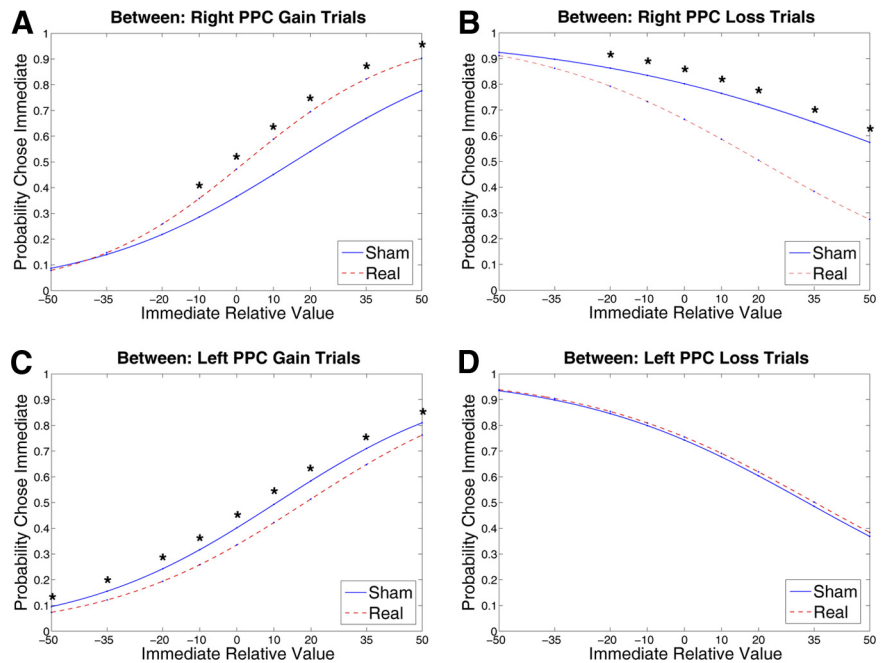 A
Between: Right PPC Gain Trials
Probability Chose Immediate
1
0.9
0.8
0.7
0.6
0.5
0.4
0.3
0.2
0.1
0
* * * * * * *
Sham
Real
−50 −35 −20 −10 0 10 20 35 50
Immediate Relative Value
B
Between: Right PPC Loss Trials
Probability Chose Immediate
1
0.9
0.8
0.7
0.6
0.5
0.4
0.3
0.2
0.1
0
* * * * * * *
Sham
Real
−50 −35 −20 −10 0 10 20 35 50
Immediate Relative Value
C
Between: Left PPC Gain Trials
Probability Chose Immediate
1
0.9
0.8
0.7
0.6
0.5
0.4
0.3
0.2
0.1
0
* * * * * * * * *
Sham
Real
−50 −35 −20 −10 0 10 20 35 50
Immediate Relative Value
D
Between: Left PPC Loss Trials
Probability Chose Immediate
1
0.9
0.8
0.7
0.6
0.5
0.4
0.3
0.2
0.1
0
Sham
Real
−50 −35 −20 −10 0 10 20 35 50
Immediate Relative Value